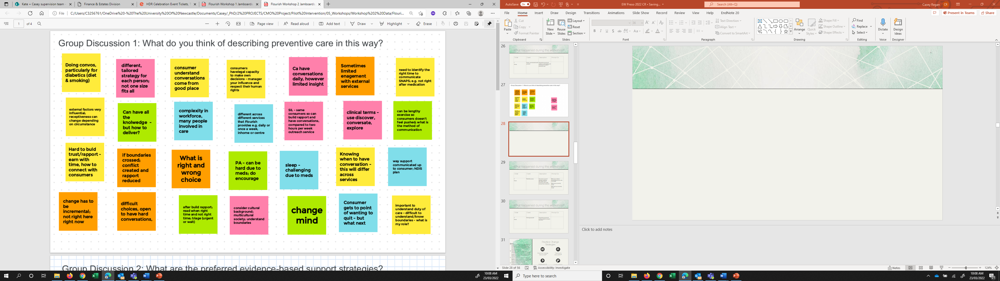 Kate + Casey supervision team -
Finance & Estates Division
HDR Celebration Event Tickets, T
Flourish Workshop 1 Jamboards.
Flourish Workshop 2 Jamboards.
File
C:/Users/C3256761/OneDrive%20-%20The%20University%20Of%20Newcastle/Documents/Casey/_PhD/2%20PROJECTS/CMO%20Project/Pilot%20Intervention/05_Workshops/Workshop%202%20Data/Flouri...
1 of 4
Page view
Read aloud
Add text
Draw
Highlight
Erase
Group Discussion 1: What do you think of describing preventive care in this way?
Doing convos,
particularly for
diabetics (diet
& smoking)
different,
tailored
strategy for
each person;
not one size
fits all
consumer
understand
conversations
come from
good place
consumers
havelegal capacity
to make own
decisions - manager
your influence and
respect their human
rights
Ca have
conversations
daily, however
limited insight
Sometimes
limited
enagement
with external
services
need to identify the
right time to
communicate
SNAPS; e.g. not right
after medication
external factors very
influential;
receptiveness can
change depending
on circumstance
Can have all
the
knolwedge -
but how to
deliver?
complexity in
workforce,
many people
involved in
care
different across
different services
that Flourish
provides e.g. daily or
once a week,
inhome or centre
SIL - same
consumers so can
build rapport and
have conversations,
compared to two
hours per week
outreach service
clinical terms -
use discover,
conversate,
explore
can be lengthy
exercise so
consumers doesn't
feel pushed; what is
the method of
communication
Hard to buld
trust/rapport -
earn with
time, how to
connect with
consumers
if boundaries
crossed;
conflict
created and
rapport
reduced
What is
right and
wrong
choice
PA - can be
hard due to
meds; do
encourage
sleep -
challenging
due to meds
Knowing
when to have
conversation -
this will differ
across
services
way support
communicated up
to consumer; NDIS
plan
change has to
be
incremental;
not right here
right now
difficult
choices, open
to have hard
conversations,
after build rapport;
read when right
time and not right
time; triage (urgent
or wait)
consider cultural
background;
multicultural
society; understand
boundaries
change
mind
Consumer
gets to point
of wanting to
quit - but
what next
important to
understand duty of
care - difficult to
understand/know
boundaries - what is
my role?
Group Discussion 2: What are the preferred evidence-based support strategies?
10:08 AM
23/03/2022
AutoSave On
EW Preso 2022 CR • Saving...
Search (Alt+Q)
Casey Regan CR
File Home Insert Draw Design Transitions Animations Slide Show Record Review View Help EndNote 20
Present in Teams
Share
Paste
Cut
Copy
Format Painter
Clipboard
New
Slide
Reuse
Slides
Layout
Reset
Section
Slides
36
Font
Text Direction
Align Text
Convert to SmartArt
Paragraph
Arrange
Quick
Styles
Shape Fill
Shape Outline
Shape Effects
Drawing
Find
Replace
Select
Editing
Dictate
Voice
Design
Ideas
Designer
26
What happened during the workshop?
27
Group Discussion 1: What do you think of describing preventive care in this way?
28
29
What happened during the workshop?
30
What happened during the workshop?
31
Practice Change
Strategies
Click to add notes
Slide 28 of 56
Accessibility: Investigate
Notes
124%
Type here to search
10:08 AM
23/03/2022
21